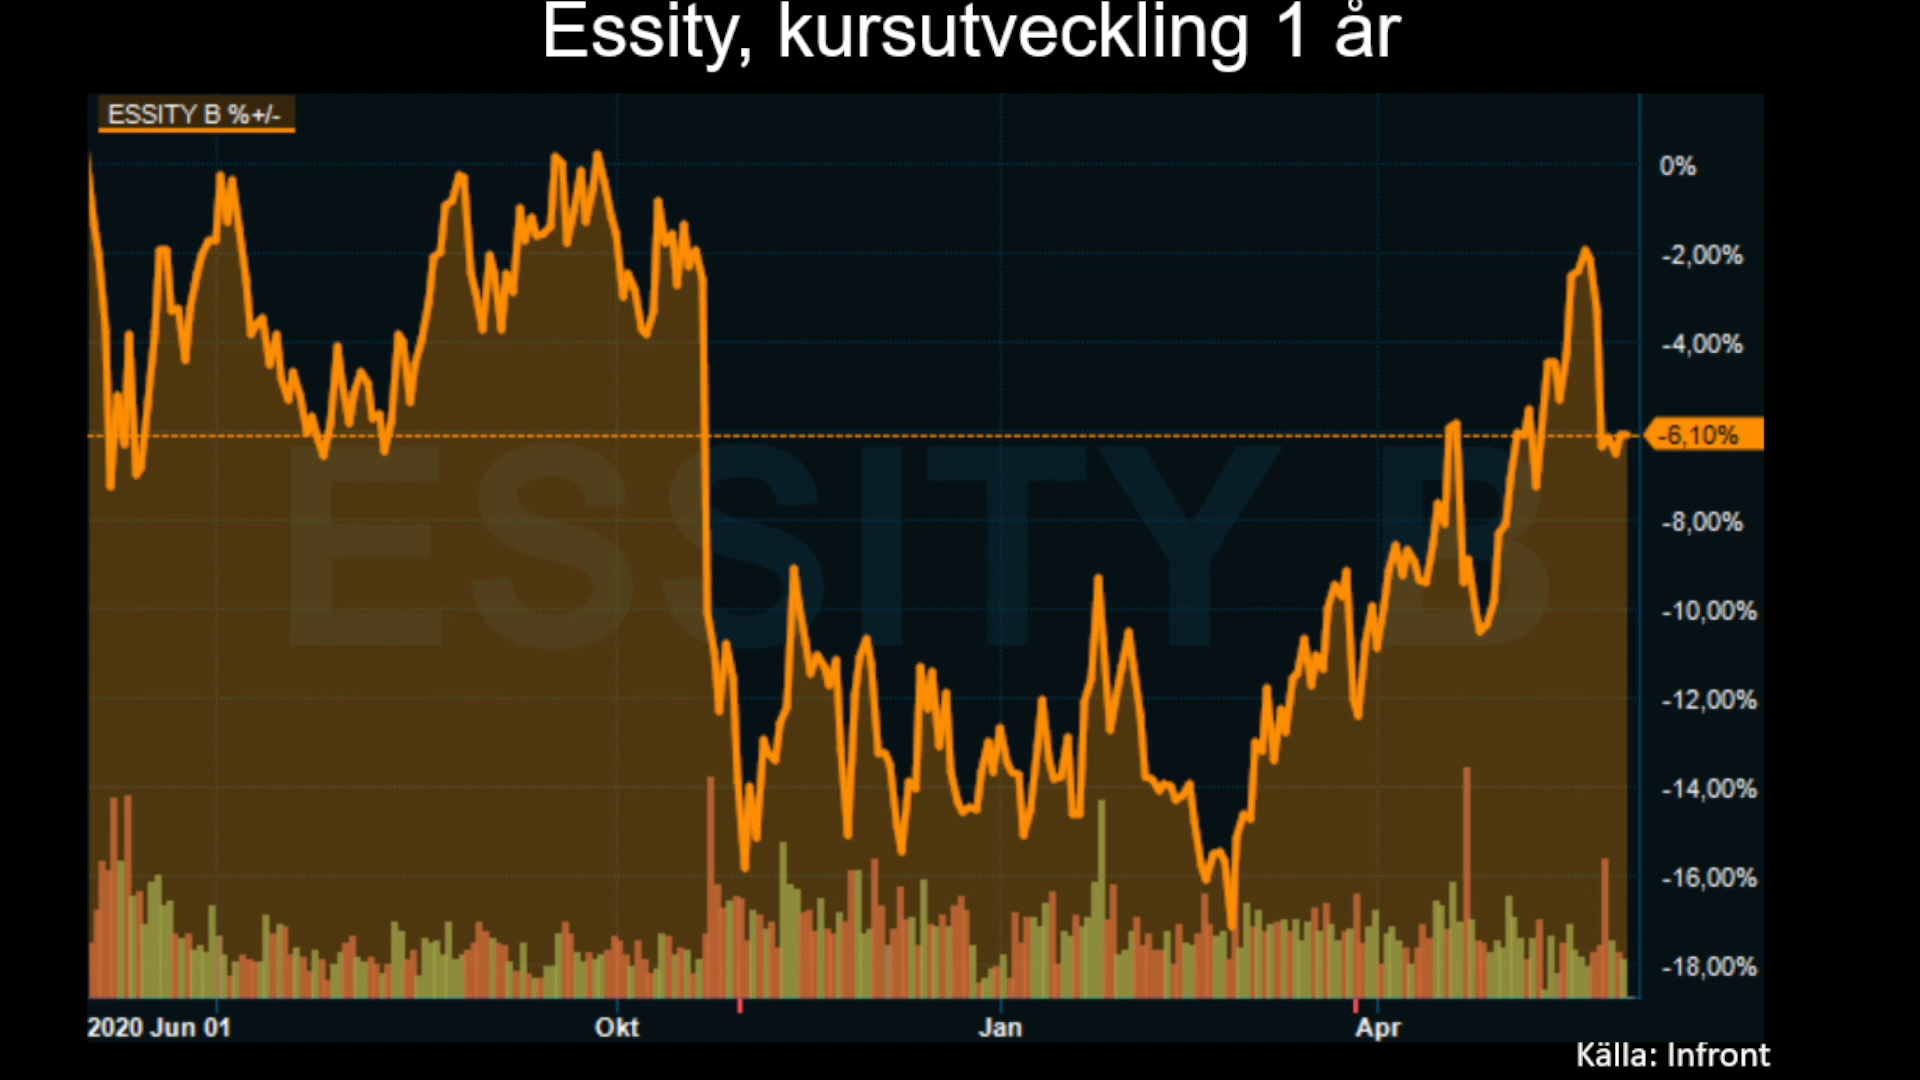 Essity, kursutveckling 1 år
ESSITY B %+/-
0%
-2,00%
-4,00%
-6,10%
ESSITY B
-8,00%
-10,00%
-12,00%
-14,00%
-16,00%
-18,00%
2020 Jun 01 Okt Jan Apr
Källa: Infront